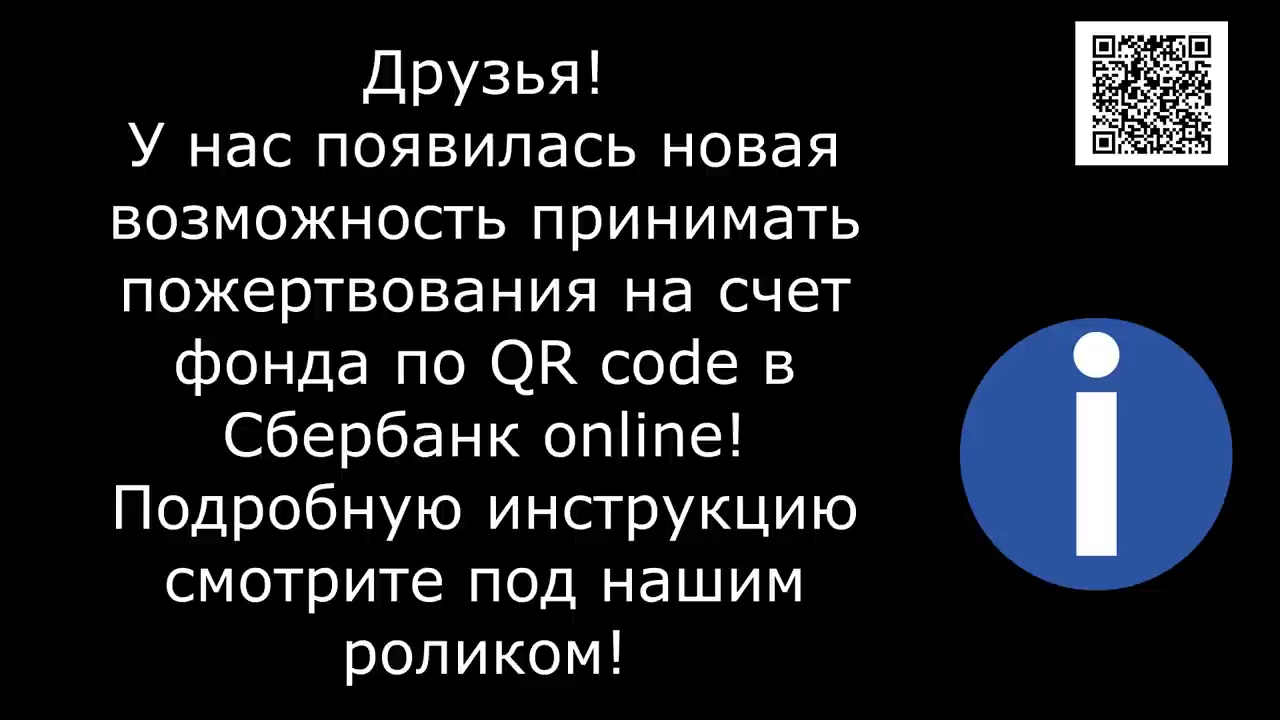 Друзья!
У нас появилась новая
возможность принимать
пожертвования на счет
фонда по QR code в
Сбербанк online!
Подробную инструкцию
смотрите под нашим
роликом!